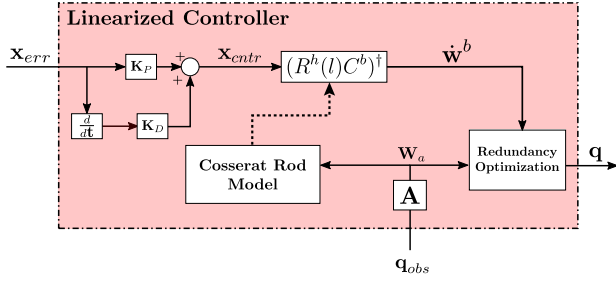 Linearized Controller
x_err
K_P
+
+
x_cntr
(R^h(l)C^b)^†
ẇ^b
d/dt
K_D
Cosserat Rod
Model
w_a
Redundancy
Optimization
q
A
q_obs